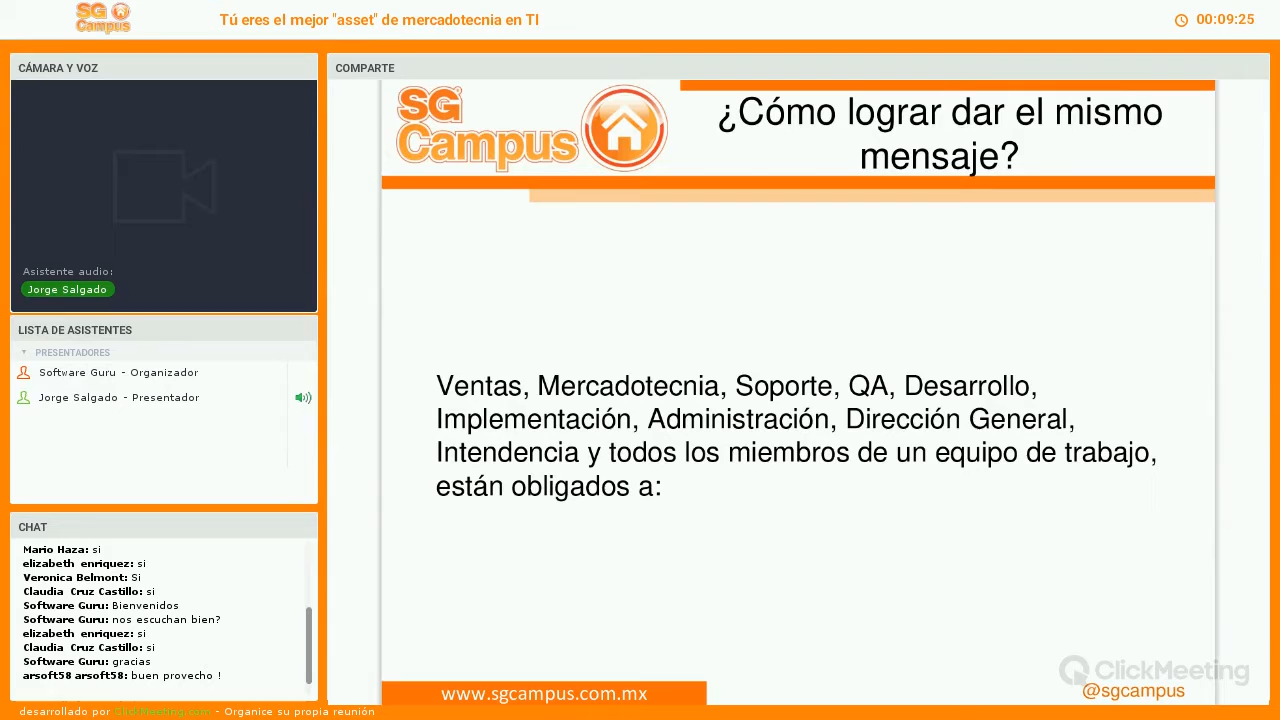 SG Campus
Tú eres el mejor "asset" de mercadotecnia en TI
00:09:25
CÁMARA Y VOZ
Asistente audio:
Jorge Salgado
LISTA DE ASISTENTES
PRESENTADORES
Software Guru - Organizador
Jorge Salgado - Presentador
CHAT
Mario Haza: si
elizabeth enriquez: si
Veronica Belmont: Si
Claudia Cruz Castillo: si
Software Guru: Bienvenidos
Software Guru: nos escuchan bien?
elizabeth enriquez: si
Claudia Cruz Castillo: si
Software Guru: gracias
arsoft58 arsoft58: buen provecho !
desarrollado por ClickMeeting.com - Organice su propia reunión
COMPARTE
SG
Campus
¿Cómo lograr dar el mismo
mensaje?
Ventas, Mercadotecnia, Soporte, QA, Desarrollo,
Implementación, Administración, Dirección General,
Intendencia y todos los miembros de un equipo de trabajo,
están obligados a:
www.sgcampus.com.mx
ClickMeeting
@sgcampus